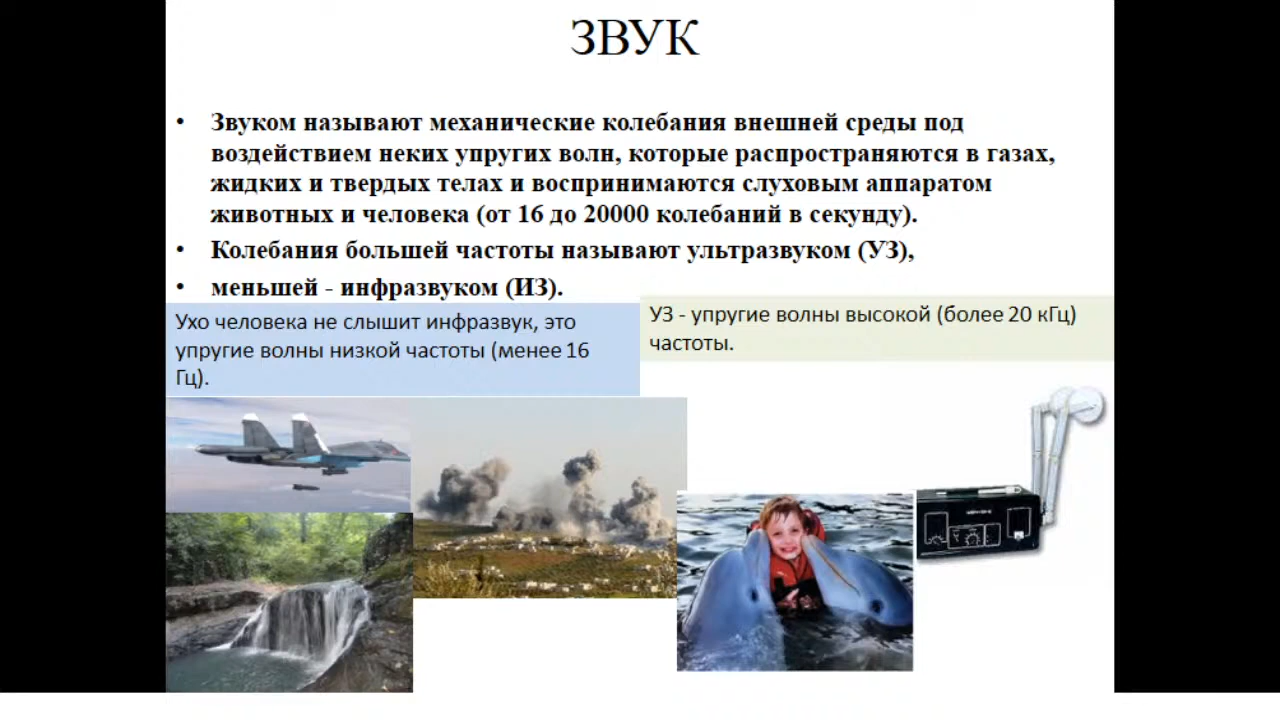 ЗВУК
• Звуком называют механические колебания внешней среды под
воздействием неких упругих волн, которые распространяются в газах,
жидких и твердых телах и воспринимаются слуховым аппаратом
животных и человека (от 16 до 20000 колебаний в секунду).
• Колебания большей частоты называют ультразвуком (УЗ),
• меньшей - инфразвуком (ИЗ).
Ухо человека не слышит инфразвук, это
упругие волны низкой частоты (менее 16
Гц).
УЗ - упругие волны высокой (более 20 кГц)
частоты.